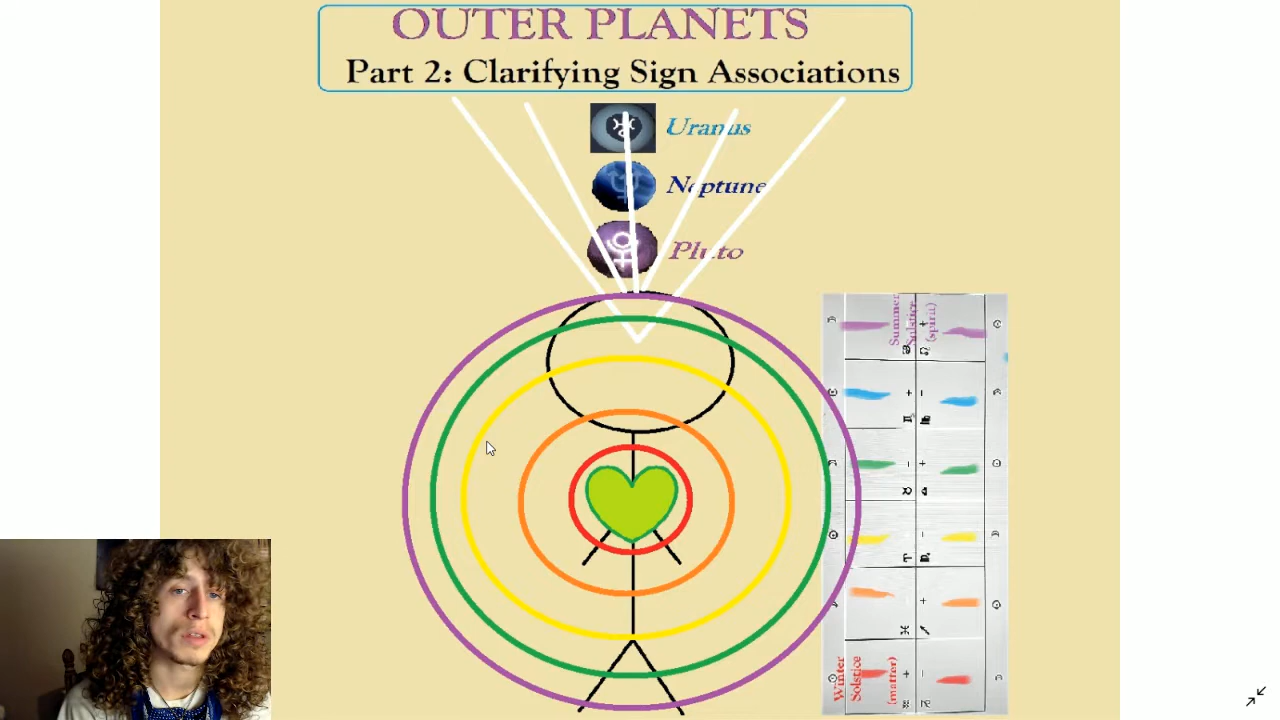 OUTER PLANETS
Part 2: Clarifying Sign Associations
Uranus
Neptune
Pluto
Summer
Solstice
(spirit)
Winter
Solstice
(matter)